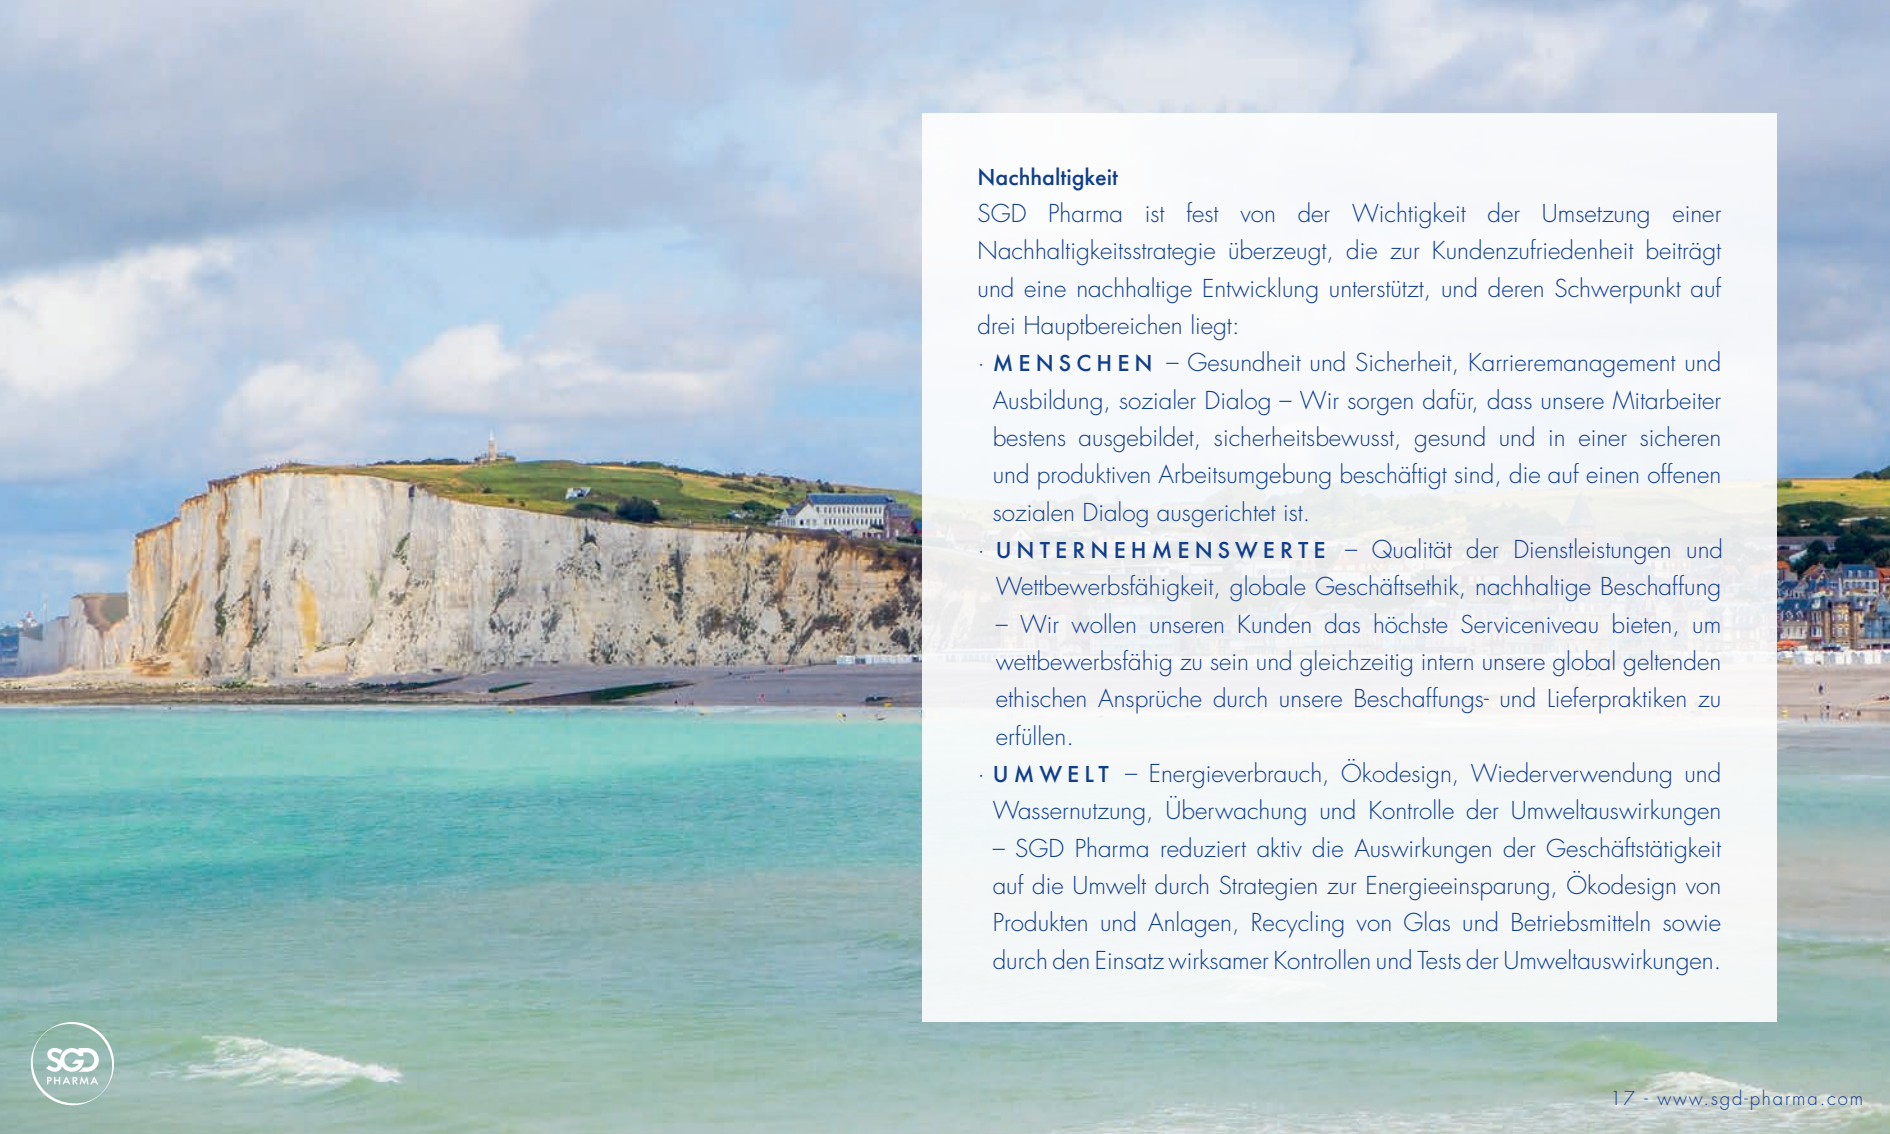 Nachhaltigkeit
SGD Pharma ist fest von der Wichtigkeit der Umsetzung einer
Nachhaltigkeitsstrategie überzeugt, die zur Kundenzufriedenheit beiträgt
und eine nachhaltige Entwicklung unterstützt, und deren Schwerpunkt auf
drei Hauptbereichen liegt:
· MENSCHEN – Gesundheit und Sicherheit, Karrieremanagement und
Ausbildung, sozialer Dialog – Wir sorgen dafür, dass unsere Mitarbeiter
bestens ausgebildet, sicherheitsbewusst, gesund und in einer sicheren
und produktiven Arbeitsumgebung beschäftigt sind, die auf einen offenen
sozialen Dialog ausgerichtet ist.
· UNTERNEHMENSWERTE – Qualität der Dienstleistungen und
Wettbewerbsfähigkeit, globale Geschäftsethik, nachhaltige Beschaffung
– Wir wollen unseren Kunden das höchste Serviceniveau bieten, um
wettbewerbsfähig zu sein und gleichzeitig intern unsere global geltenden
ethischen Ansprüche durch unsere Beschaffungs- und Lieferpraktiken zu
erfüllen.
· UMWELT – Energieverbrauch, Ökodesign, Wiederverwendung und
Wassernutzung, Überwachung und Kontrolle der Umweltauswirkungen
– SGD Pharma reduziert aktiv die Auswirkungen der Geschäftstätigkeit
auf die Umwelt durch Strategien zur Energieeinsparung, Ökodesign von
Produkten und Anlagen, Recycling von Glas und Betriebsmitteln sowie
durch den Einsatz wirksamer Kontrollen und Tests der Umweltauswirkungen.
SGD
PHARMA
17 - www.sgd-pharma.com